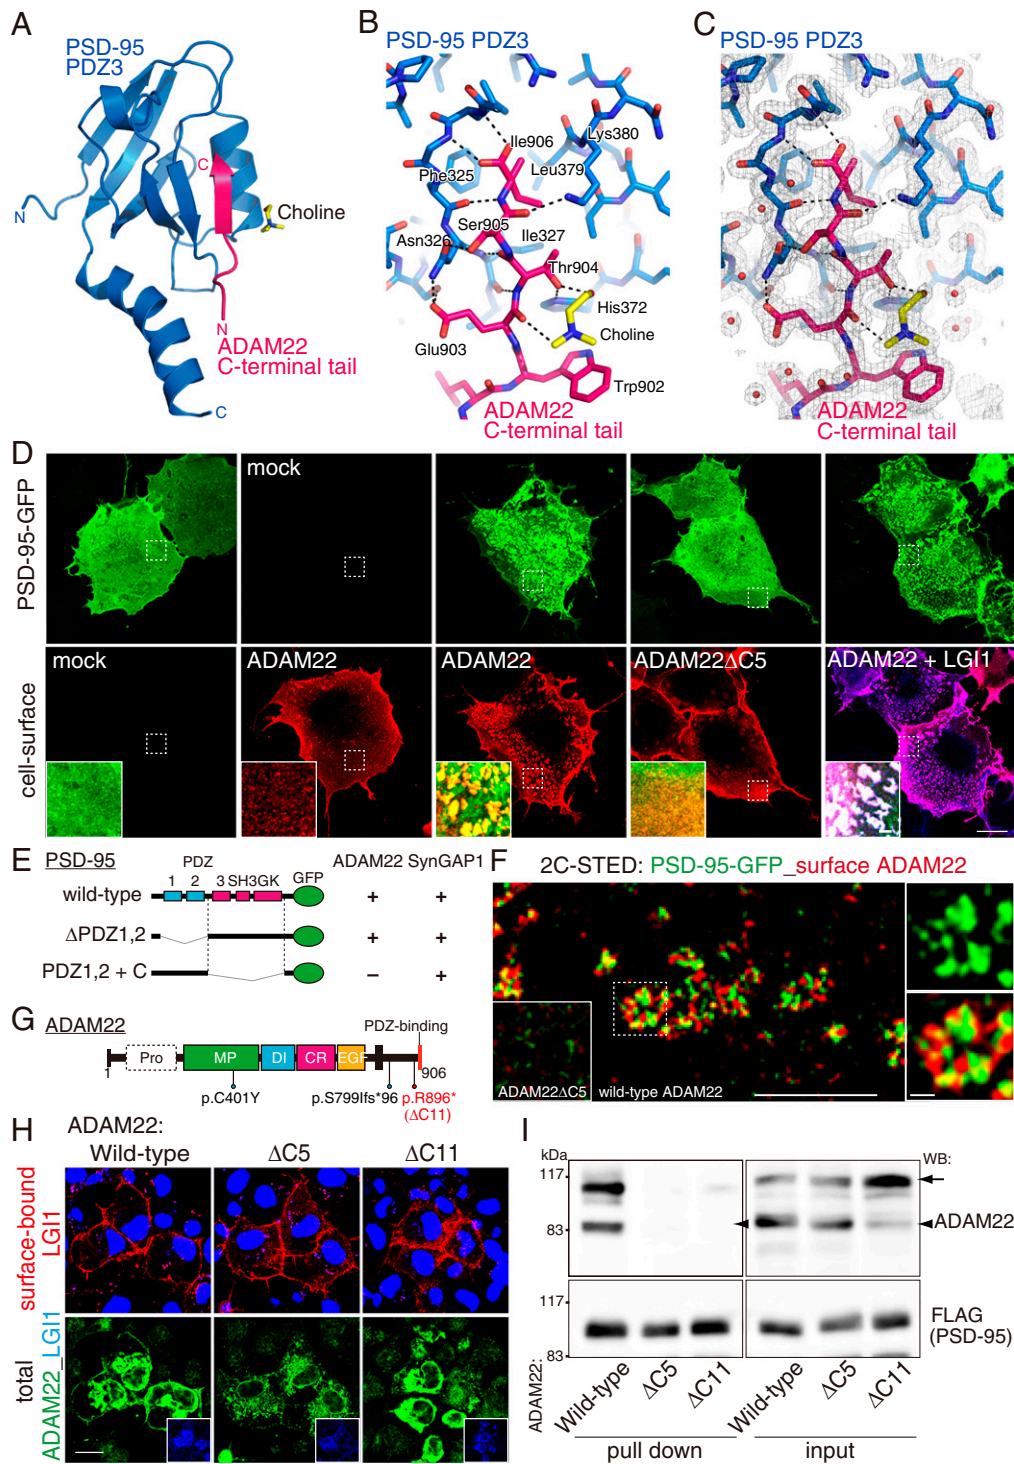 A
PSD-95
PDZ3
C
N
Choline
N
ADAM22
C-terminal tail
C
B
PSD-95 PDZ3
Ile906
Lys380
Phe325
Leu379
Ser905
Asn326
Ile327
Thr904
His372
Glu903
Choline
Trp902
ADAM22
C-terminal tail
C
PSD-95 PDZ3
ADAM22
C-terminal tail
D
PSD-95-GFP
mock
cell-surface
mock
ADAM22
ADAM22
ADAM22ΔC5
ADAM22 + LGI1
E
PSD-95
PDZ
ADAM22 SynGAP1
1 2 3 SH3GK GFP
wild-type + +
ΔPDZ1,2 + +
PDZ1,2 + C − +
F
2C-STED: PSD-95-GFP_surface ADAM22
ADAM22ΔC5
wild-type ADAM22
G
ADAM22
PDZ-binding
Pro MP DI CR EGF
1
906
p.C401Y
p.S799Ifs*96
p.R896*
(ΔC11)
H
ADAM22:
Wild-type ΔC5 ΔC11
surface-bound
LGI1
total
ADAM22_LGI1
I
kDa
117
83
WB:
ADAM22
117
83
FLAG
(PSD-95)
ADAM22:
Wild-type ΔC5 ΔC11 Wild-type ΔC5 ΔC11
pull down input